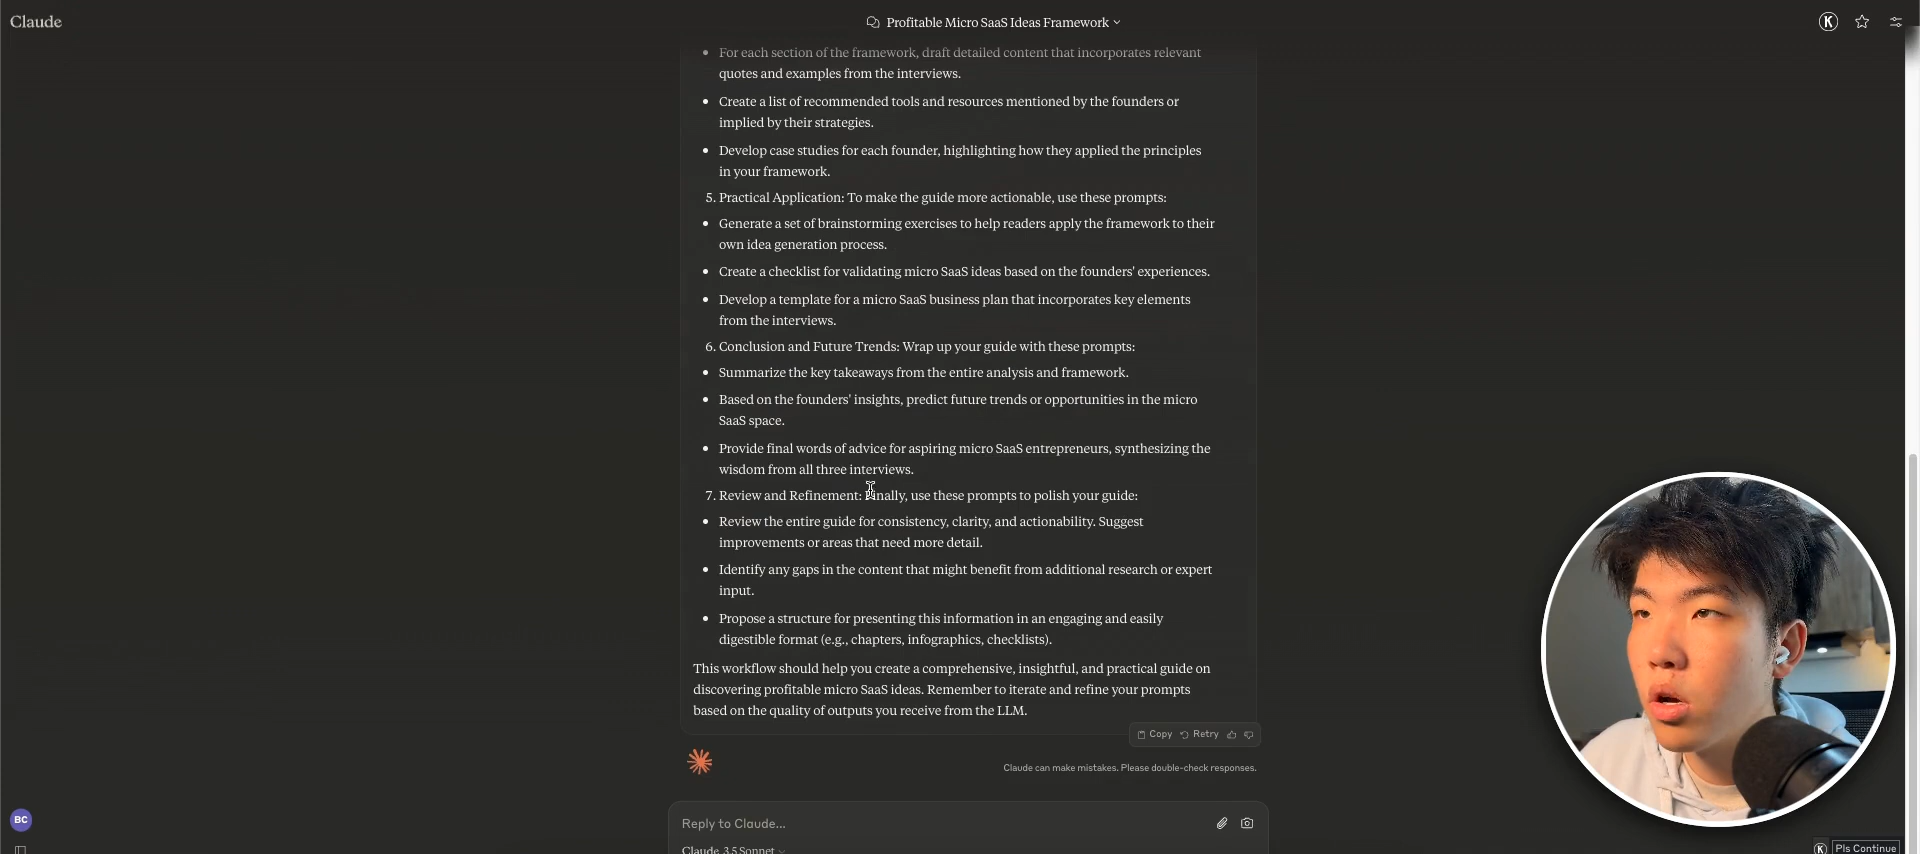 Claude
Profitable Micro SaaS Ideas Framework
K
• For each section of the framework, draft detailed content that incorporates relevant
quotes and examples from the interviews.
• Create a list of recommended tools and resources mentioned by the founders or
implied by their strategies.
• Develop case studies for each founder, highlighting how they applied the principles
in your framework.
5. Practical Application: To make the guide more actionable, use these prompts:
• Generate a set of brainstorming exercises to help readers apply the framework to their
own idea generation process.
• Create a checklist for validating micro SaaS ideas based on the founders' experiences.
• Develop a template for a micro SaaS business plan that incorporates key elements
from the interviews.
6. Conclusion and Future Trends: Wrap up your guide with these prompts:
• Summarize the key takeaways from the entire analysis and framework.
• Based on the founders' insights, predict future trends or opportunities in the micro
SaaS space.
• Provide final words of advice for aspiring micro SaaS entrepreneurs, synthesizing the
wisdom from all three interviews.
7. Review and Refinement: Finally, use these prompts to polish your guide:
• Review the entire guide for consistency, clarity, and actionability. Suggest
improvements or areas that need more detail.
• Identify any gaps in the content that might benefit from additional research or expert
input.
• Propose a structure for presenting this information in an engaging and easily
digestible format (e.g., chapters, infographics, checklists).
This workflow should help you create a comprehensive, insightful, and practical guide on
discovering profitable micro SaaS ideas. Remember to iterate and refine your prompts
based on the quality of outputs you receive from the LLM.
Copy Retry
Claude can make mistakes. Please double-check responses.
BC
Reply to Claude...
Claude 3.5 Sonnet
K Pls Continue